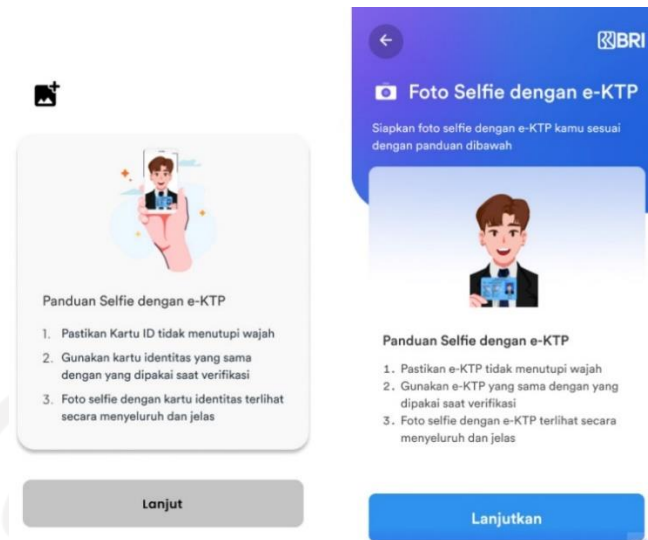 Panduan Selfie dengan e-KTP
1. Pastikan Kartu ID tidak menutupi wajah
2. Gunakan kartu identitas yang sama
dengan yang dipakai saat verifikasi
3. Foto selfie dengan kartu identitas terlihat
secara menyeluruh dan jelas
Lanjut
BRI
Foto Selfie dengan e-KTP
Siapkan foto selfie dengan e-KTP kamu sesuai
dengan panduan dibawah
Panduan Selfie dengan e-KTP
1. Pastikan e-KTP tidak menutupi wajah
2. Gunakan e-KTP yang sama dengan yang
dipakai saat verifikasi
3. Foto selfie dengan e-KTP terlihat secara
menyeluruh dan jelas
Lanjutkan